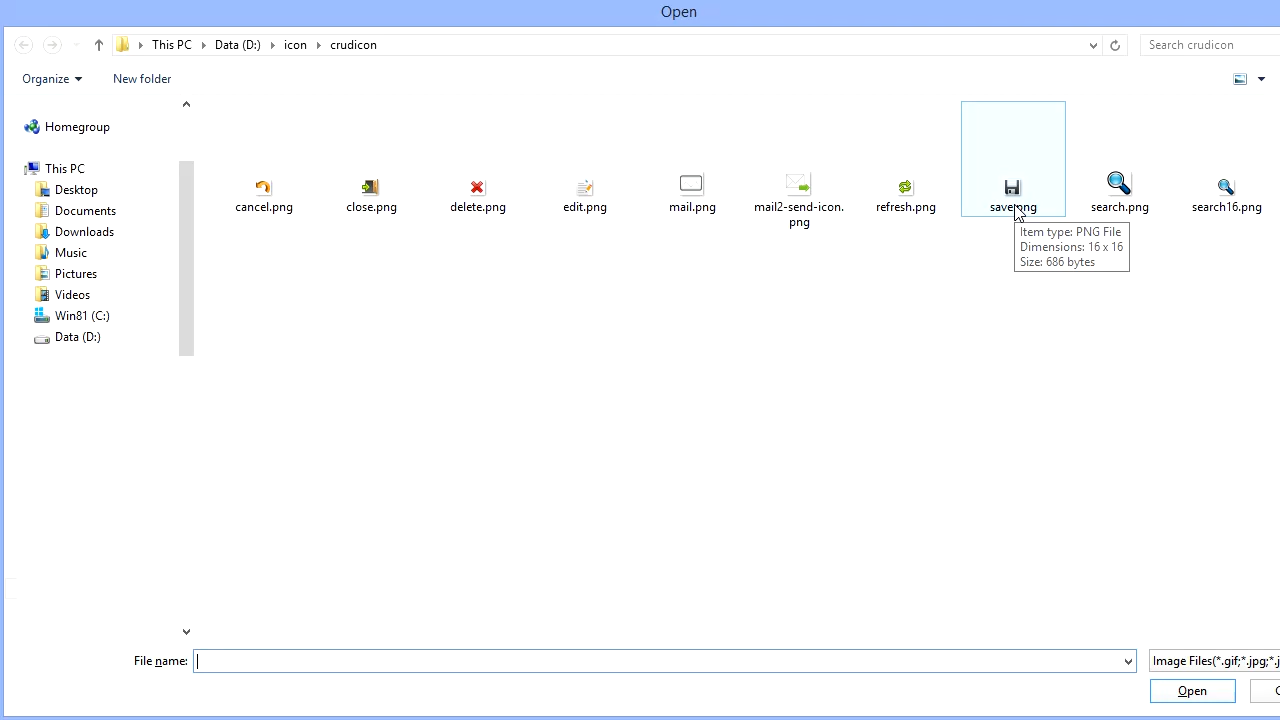 Open
This PC Data (D:) icon crudicon
Search crudicon
Organize
New folder
Homegroup
This PC
Desktop
Documents
Downloads
Music
Pictures
Videos
Win81 (C:)
Data (D:)
cancel.png
close.png
delete.png
edit.png
mail.png
mail2-send-icon.
png
refresh.png
save.png
search.png
search16.png
Item type: PNG File
Dimensions: 16 x 16
Size: 686 bytes
File name:
Image Files(*.gif;*.jpg;*.j
Open
C